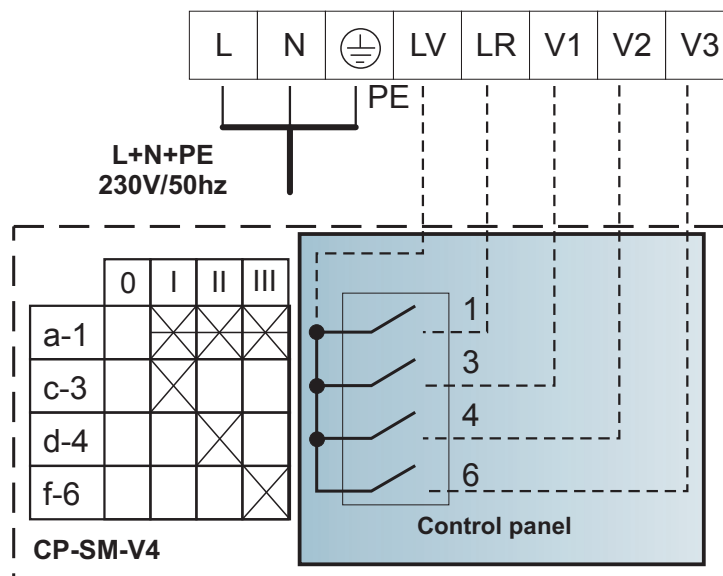 L N LV LR V1 V2 V3
PE
L+N+PE
230V/50hz
0 I II III
a-1
c-3
d-4
f-6
1
3
4
6
Control panel
CP-SM-V4